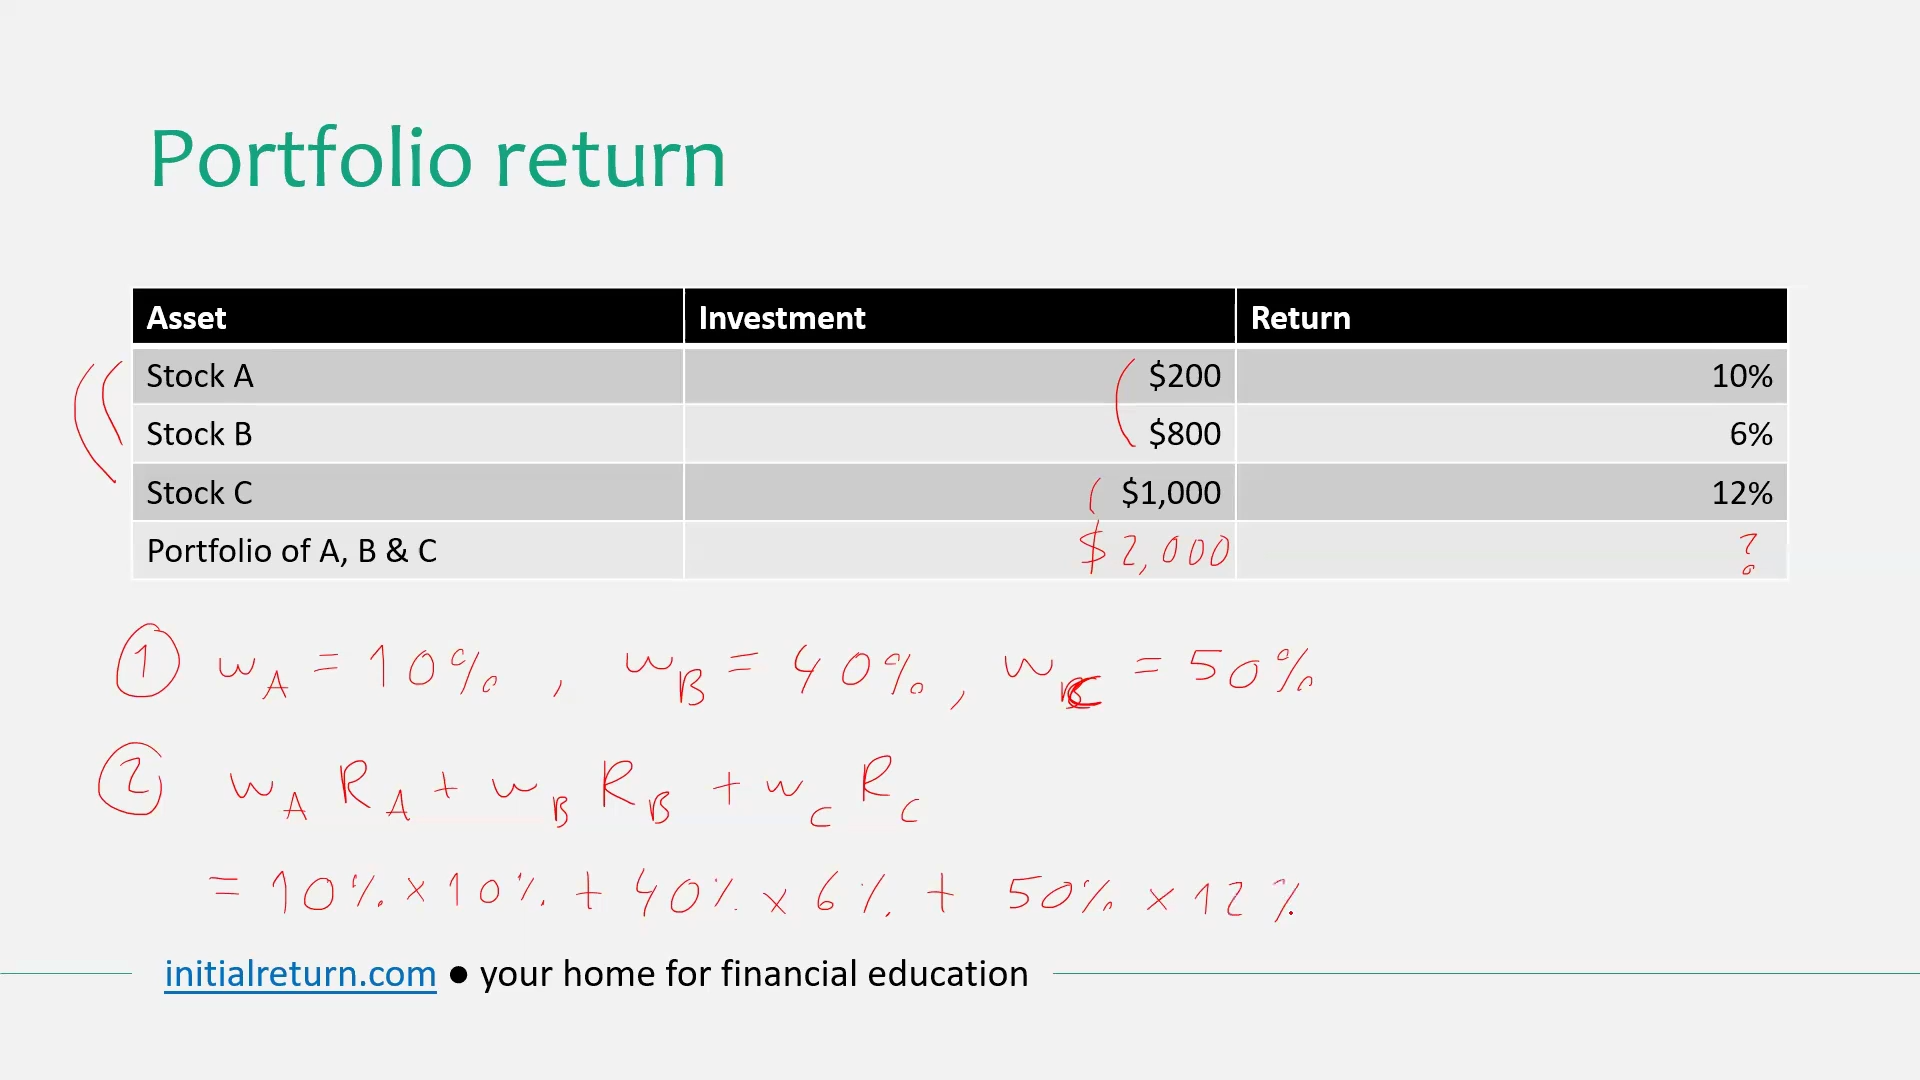 Portfolio return
Asset Investment Return
Stock A $200 10%
Stock B $800 6%
Stock C $1,000 12%
Portfolio of A, B & C $2,000 ?
① w_A = 10% , w_B = 40% , w_C = 50%
② w_A R_A + w_B R_B + w_C R_C
= 10% × 10% + 40% × 6% + 50% × 12%
initialreturn.com ● your home for financial education